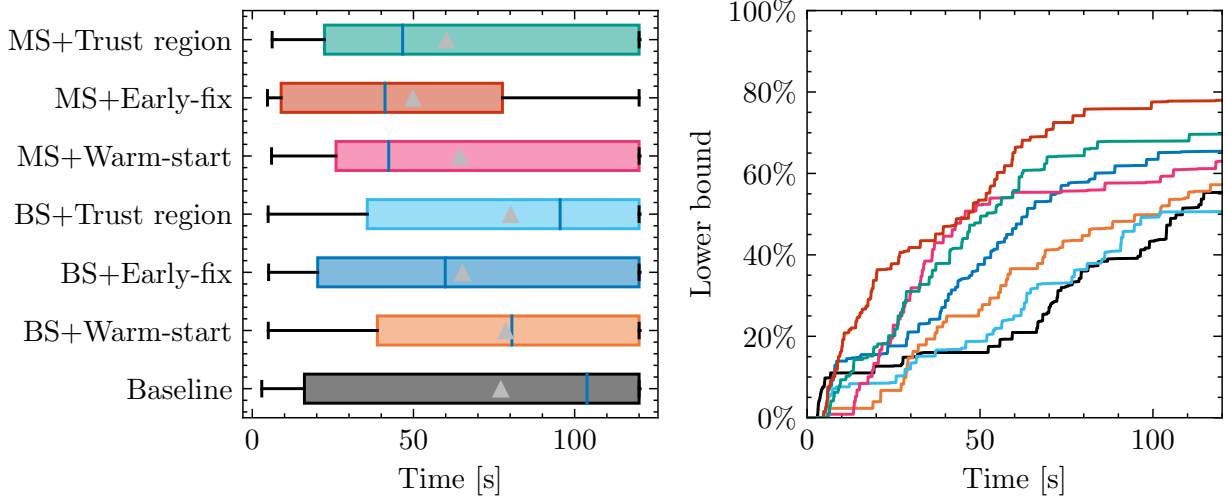 MS+Trust region
MS+Early-fix
MS+Warm-start
BS+Trust region
BS+Early-fix
BS+Warm-start
Baseline
0
50
100
Time [s]
100%
80%
60%
40%
20%
0%
Lower bound
0
50
100
Time [s]